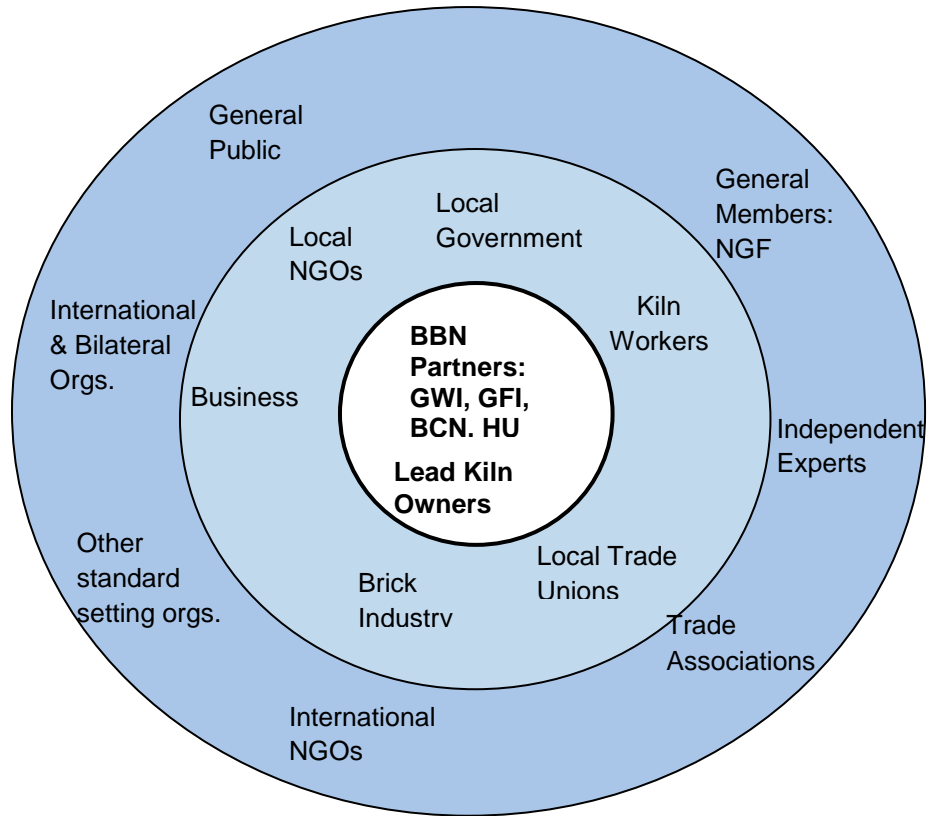 General
Public
General
Members:
NGF
Local
Government
Local
NGOs
International
& Bilateral
Orgs.
Kiln
Workers
BBN
Partners:
GWI, GFI,
BCN. HU
Lead Kiln
Owners
Business
Independent
Experts
Other
standard
setting orgs.
Local Trade
Unions
Brick
Industry
Trade
Associations
International
NGOs